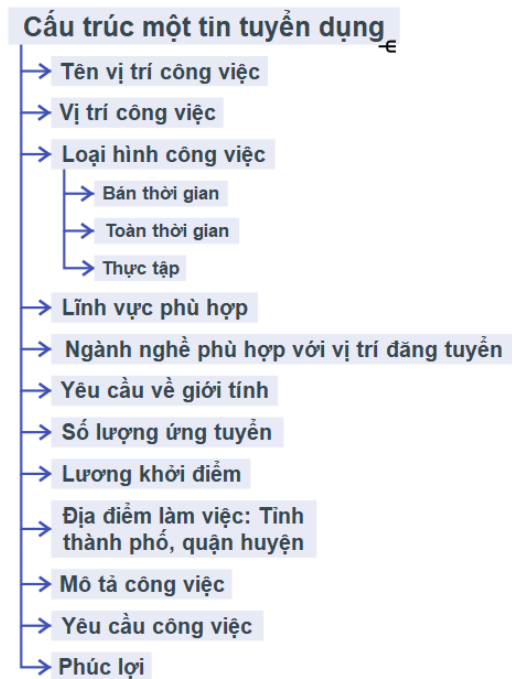 Cấu trúc một tin tuyển dụng
Tên vị trí công việc
Vị trí công việc
Loại hình công việc
Bán thời gian
Toàn thời gian
Thực tập
Lĩnh vực phù hợp
Ngành nghề phù hợp với vị trí đăng tuyển
Yêu cầu về giới tính
Số lượng ứng tuyển
Lương khởi điểm
Địa điểm làm việc: Tỉnh
thành phố, quận huyện
Mô tả công việc
Yêu cầu công việc
Phúc lợi